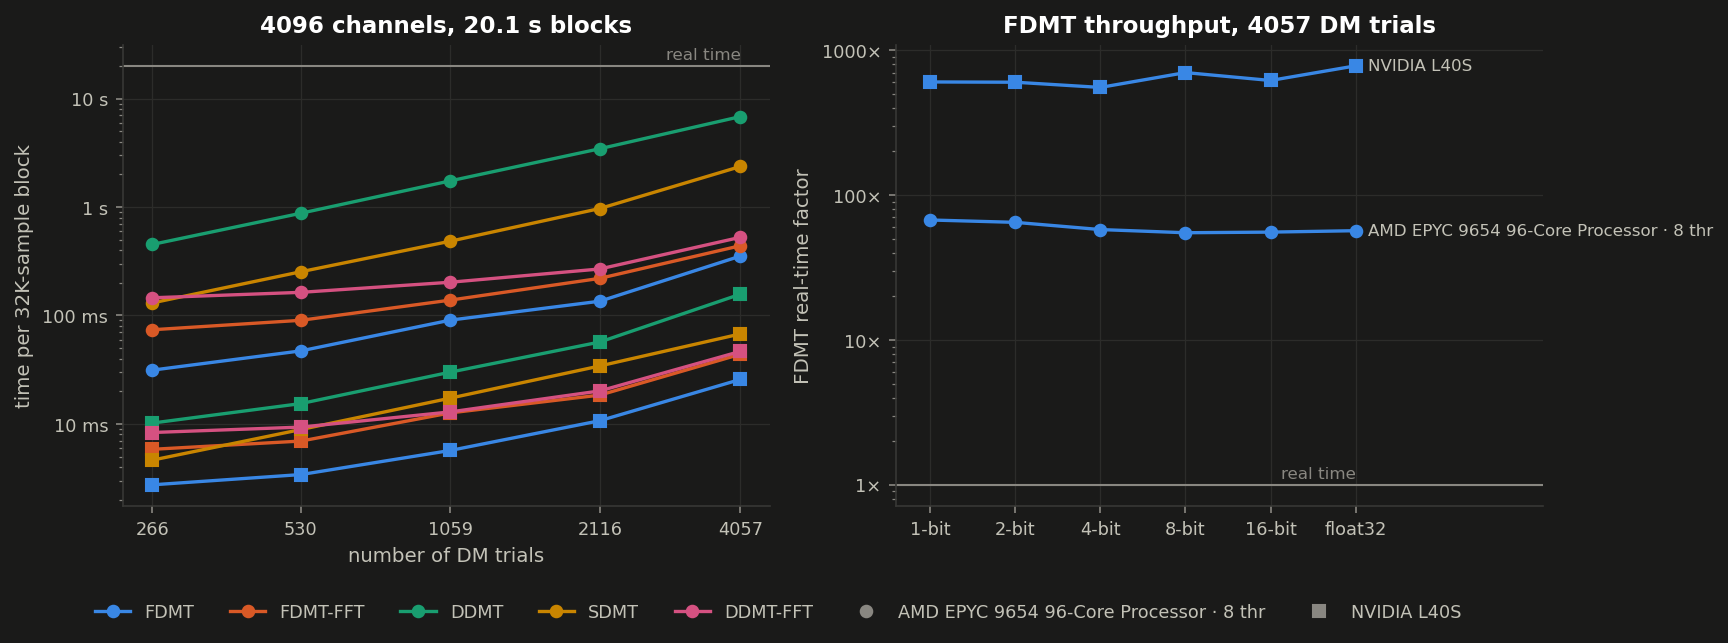 4096 channels, 20.1 s blocks
real time
10 s
1 s
100 ms
10 ms
time per 32K-sample block
266 530 1059 2116 4057
number of DM trials
FDMT throughput, 4057 DM trials
1000×
100×
10×
1×
FDMT real-time factor
NVIDIA L40S
AMD EPYC 9654 96-Core Processor · 8 thr
real time
1-bit 2-bit 4-bit 8-bit 16-bit float32
FDMT FDMT-FFT DDMT SDMT DDMT-FFT AMD EPYC 9654 96-Core Processor · 8 thr NVIDIA L40S